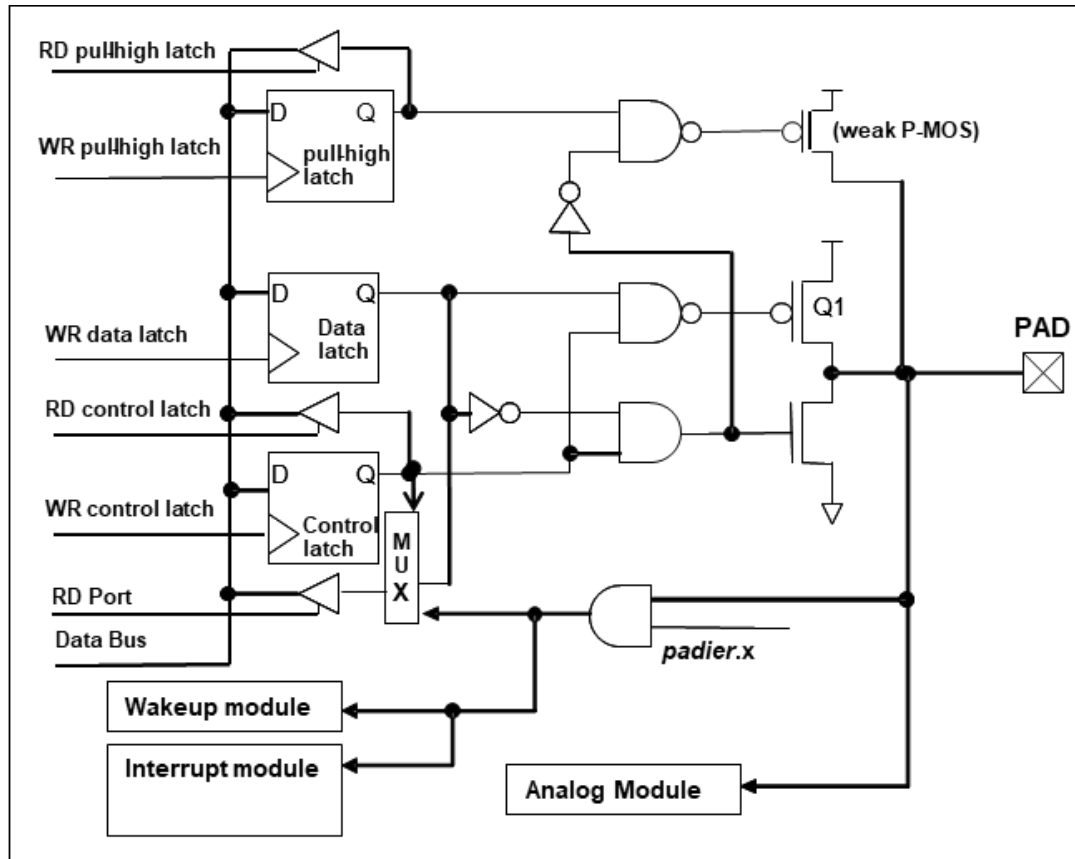 RD pull-high latch
D
Q
(weak P-MOS)
WR pull-high latch
pull-high
latch
D
Q
Data
latch
Q1
PAD
WR data latch
RD control latch
D
Q
WR control latch
Control
latch
M
U
X
RD Port
Data Bus
padier.x
Wakeup module
Interrupt module
Analog Module